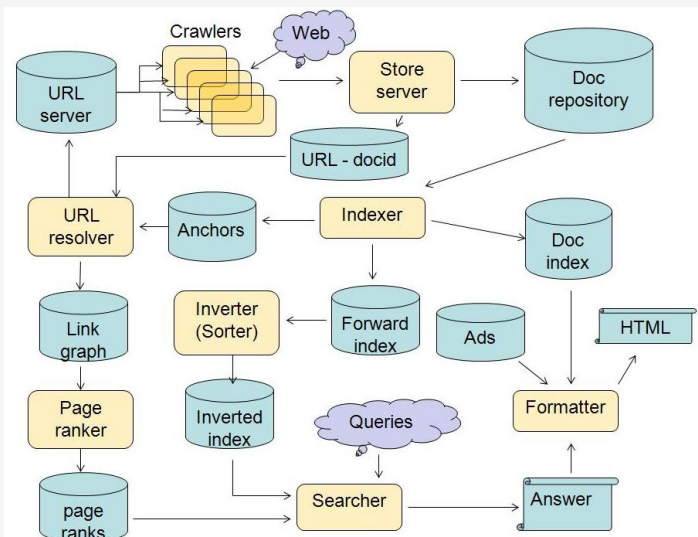 Crawlers
Web
URL
server
Store
server
Doc
repository
URL - docid
URL
resolver
Anchors
Indexer
Doc
index
Link
graph
Inverter
(Sorter)
Forward
index
Ads
HTML
Page
ranker
Inverted
index
Queries
Formatter
page
ranks
Searcher
Answer